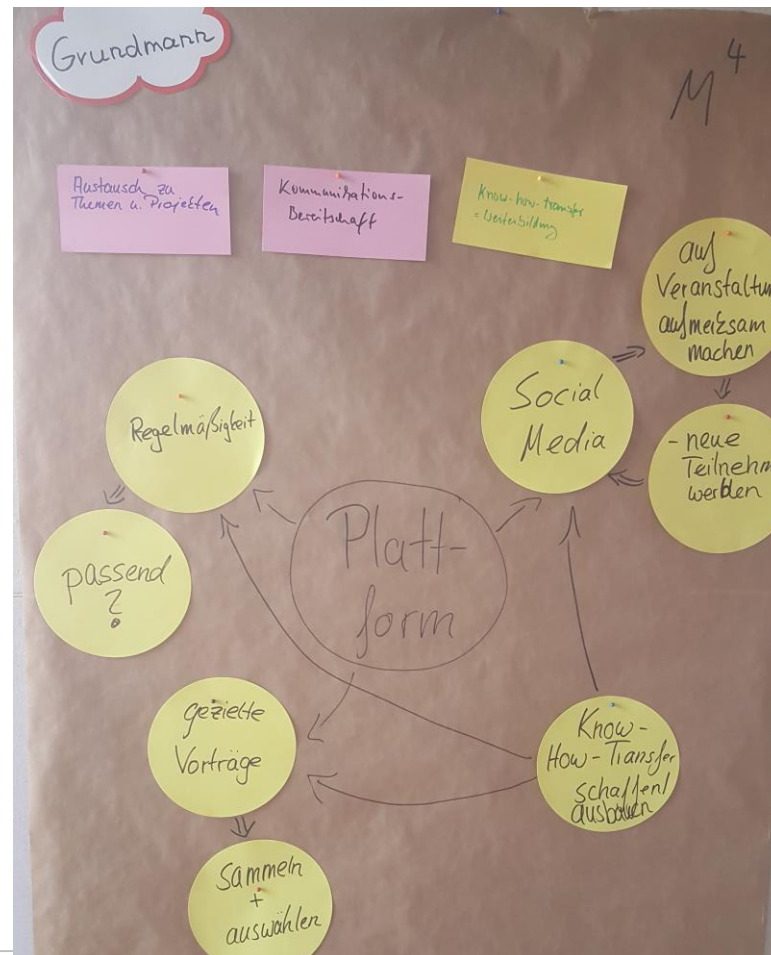 Grundmann
M⁴
Austausch zu
Themen u. Projekten
Kommunikations-
Bereitschaft
Know-how-transfer
= Weiterbildung
auf
Veranstaltun
aufmerksam
machen
Social
Media
- neue
Teilnehm
werben
Regelmäßigkeit
passend
?
Platt-
form
gezielte
Vorträge
Know-
How-Transfer
schaffen/
ausbauen
Sammeln
+
auswählen